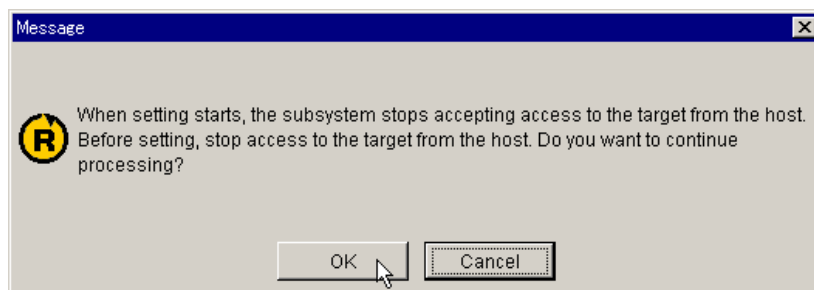 Message
When setting starts, the subsystem stops accepting access to the target from the host.
Before setting, stop access to the target from the host. Do you want to continue
processing?
R
OK
Cancel